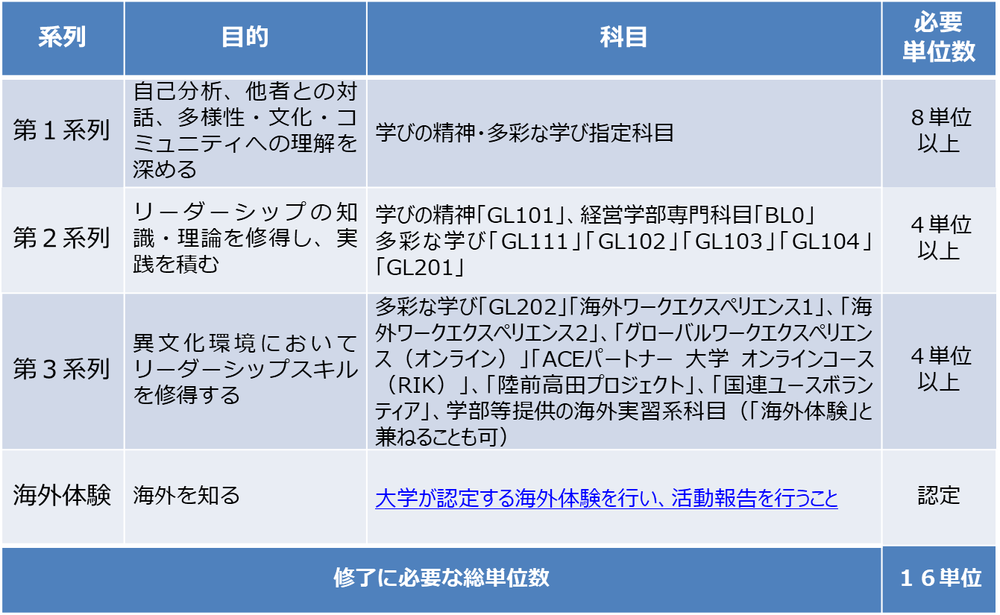 系列
目的
科目
必要
単位数
第１系列
自己分析、他者との対
話、多様性・文化・コ
ミュニティへの理解を
深める
学びの精神・多彩な学び指定科目
８単位
以上
第２系列
リーダーシップの知
識・理論を修得し、実
践を積む
学びの精神「GL101」、経営学部専門科目「BL0」
多彩な学び「GL111」「GL102」「GL103」「GL104」
「GL201」
４単位
以上
第３系列
異文化環境において
リーダーシップスキル
を修得する
多彩な学び「GL202」「海外ワークエクスペリエンス1」、「海
外ワークエクスペリエンス2」、「グローバルワークエクスペリエン
ス（オンライン）」「ACEパートナー 大学 オンラインコース
（RIK）」、「陸前高田プロジェクト」、「国連ユースボラン
ティア」、学部等提供の海外実習系科目（「海外体験」と
兼ねることも可）
４単位
以上
海外体験
海外を知る
大学が認定する海外体験を行い、活動報告を行うこと
認定
修了に必要な総単位数
１６単位